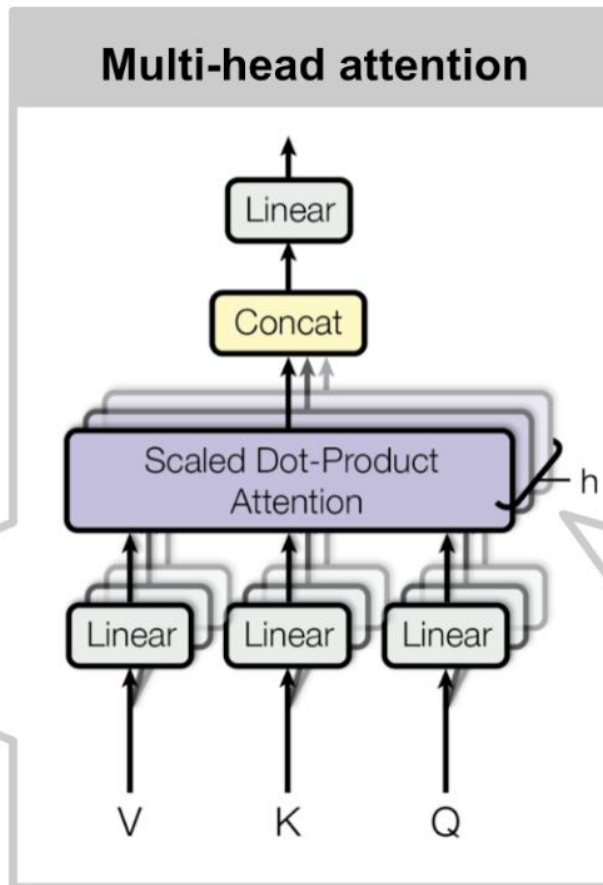 Multi-head attention
Linear
Concat
Scaled Dot-Product
Attention
h
Linear Linear Linear
V K Q